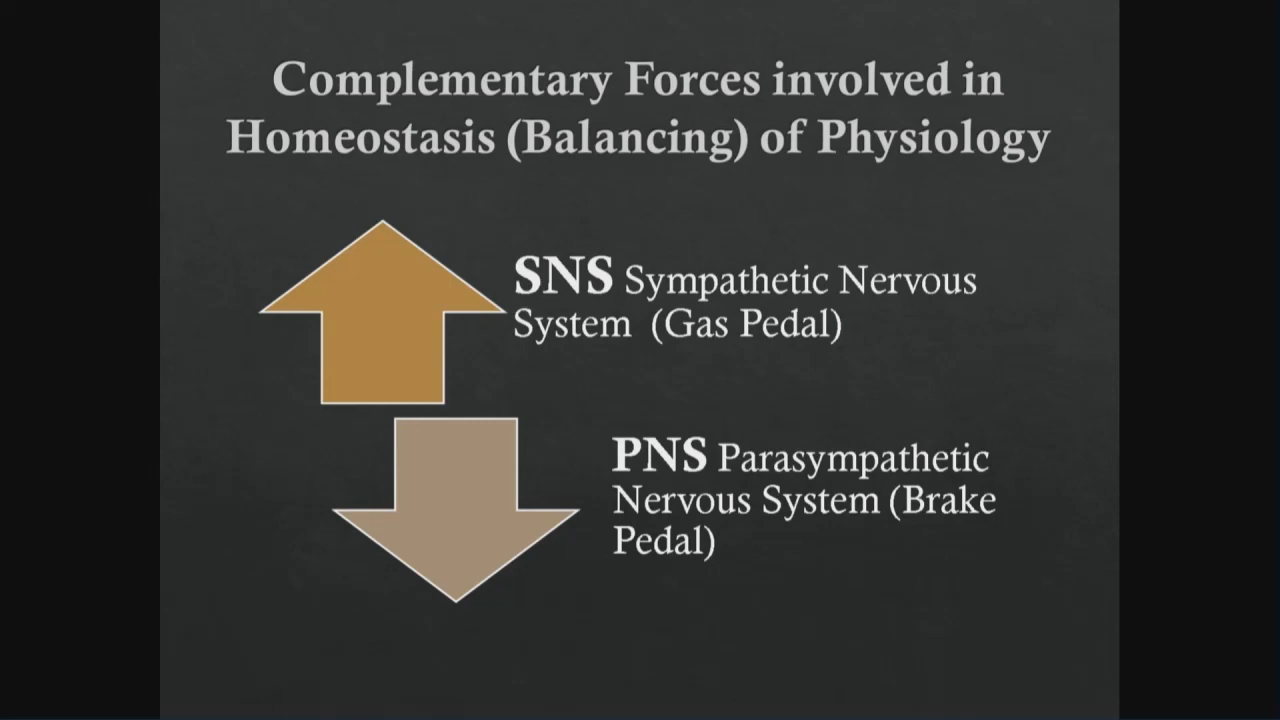 Complementary Forces involved in
Homeostasis (Balancing) of Physiology
SNS Sympathetic Nervous
System (Gas Pedal)
PNS Parasympathetic
Nervous System (Brake
Pedal)